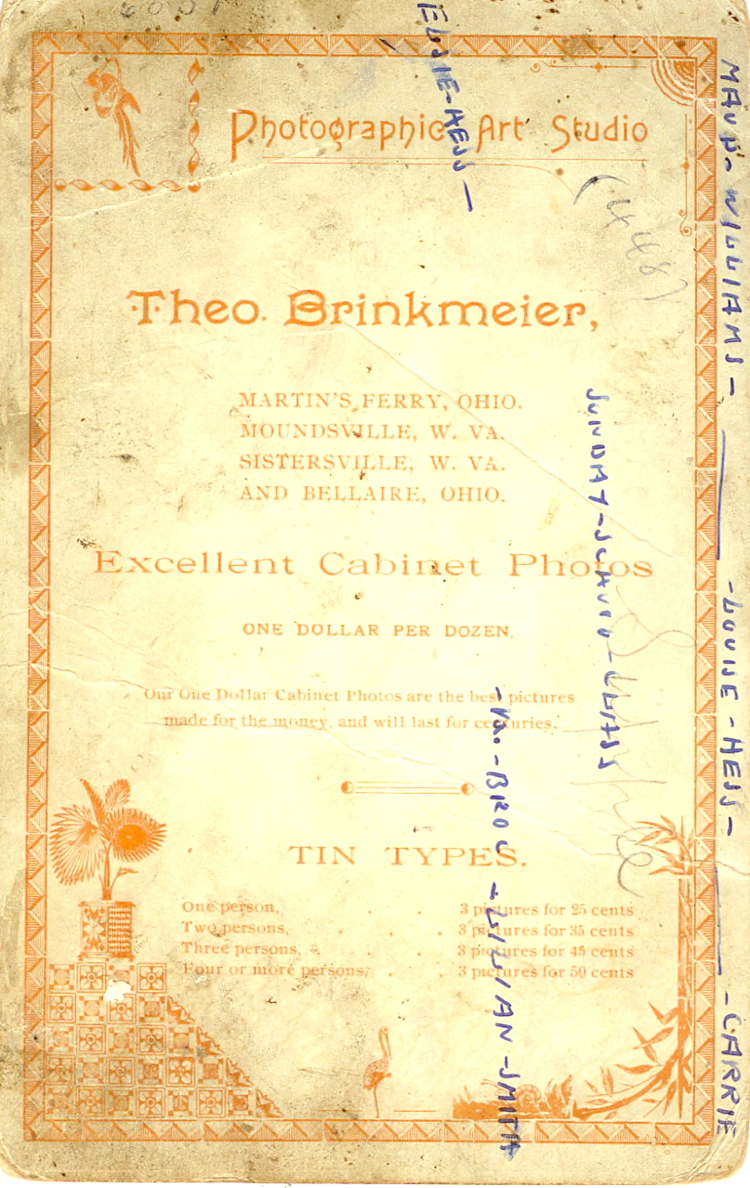 Photographic Art Studio
Theo. Brinkmeier,
MARTIN'S FERRY, OHIO.
MOUNDSVILLE, W. VA.
SISTERSVILLE, W. VA.
AND BELLAIRE, OHIO.
Excellent Cabinet Photos
ONE DOLLAR PER DOZEN.
Our One Dollar Cabinet Photos are the best pictures
made for the money, and will last for centuries.
TIN TYPES.
One person, . . 3 pictures for 25 cents
Two persons, . . . 3 pictures for 35 cents
Three persons, . . . 3 pictures for 45 cents
Four or more persons, . . 3 pictures for 50 cents
ELSIE-HESS-
(448)
MAUD-WILLIAMS-
-LOUISE-HESS-
-CARRIE
SUNDAY-SCHOOL-CLASS
-LILLIAN-SMITH